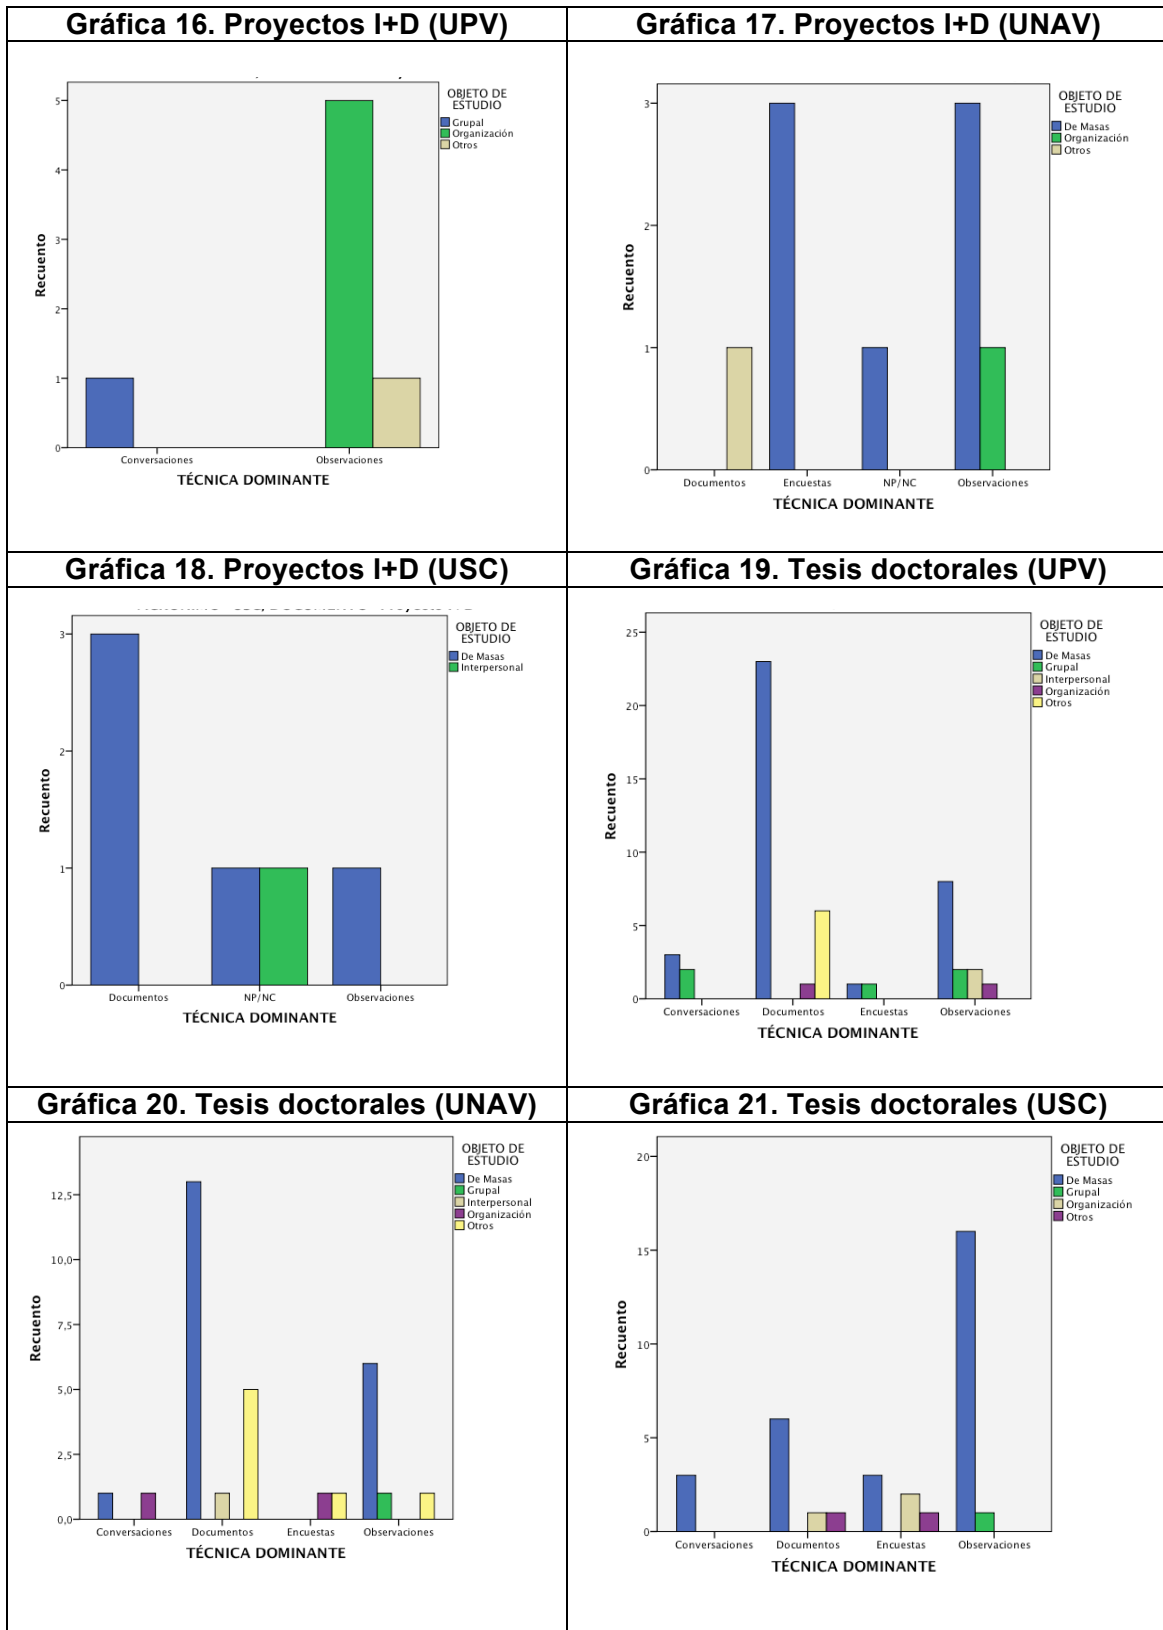 Gráfica 16. Proyectos I+D (UPV)
Gráfica 17. Proyectos I+D (UNAV)
OBJETO DE
ESTUDIO
Grupal
Organización
Otros
5
4
3
2
1
0
Recuento
Conversaciones
Observaciones
TÉCNICA DOMINANTE
OBJETO DE
ESTUDIO
De Masas
Organización
Otros
3
2
1
0
Recuento
Documentos
Encuestas
NP/NC
Observaciones
TÉCNICA DOMINANTE
Gráfica 18. Proyectos I+D (USC)
Gráfica 19. Tesis doctorales (UPV)
OBJETO DE
ESTUDIO
De Masas
Interpersonal
3
2
1
0
Recuento
Documentos
NP/NC
Observaciones
TÉCNICA DOMINANTE
OBJETO DE
ESTUDIO
De Masas
Grupal
Interpersonal
Organización
Otros
25
20
15
10
5
0
Recuento
Conversaciones
Documentos
Encuestas
Observaciones
TÉCNICA DOMINANTE
Gráfica 20. Tesis doctorales (UNAV)
Gráfica 21. Tesis doctorales (USC)
OBJETO DE
ESTUDIO
De Masas
Grupal
Interpersonal
Organización
Otros
12,5
10,0
7,5
5,0
2,5
0,0
Recuento
Conversaciones
Documentos
Encuestas
Observaciones
TÉCNICA DOMINANTE
OBJETO DE
ESTUDIO
De Masas
Grupal
Organización
Otros
20
15
10
5
0
Recuento
Conversaciones
Documentos
Encuestas
Observaciones
TÉCNICA DOMINANTE